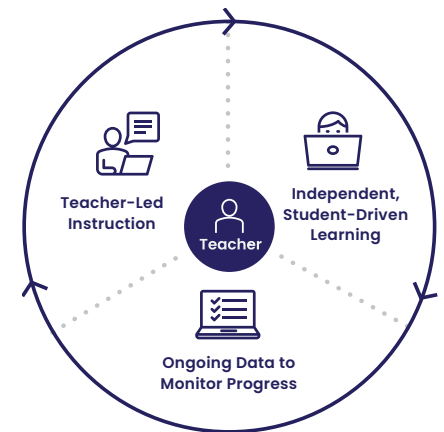 Teacher-Led
Instruction
Independent,
Student-Driven
Learning
Teacher
Ongoing Data to
Monitor Progress